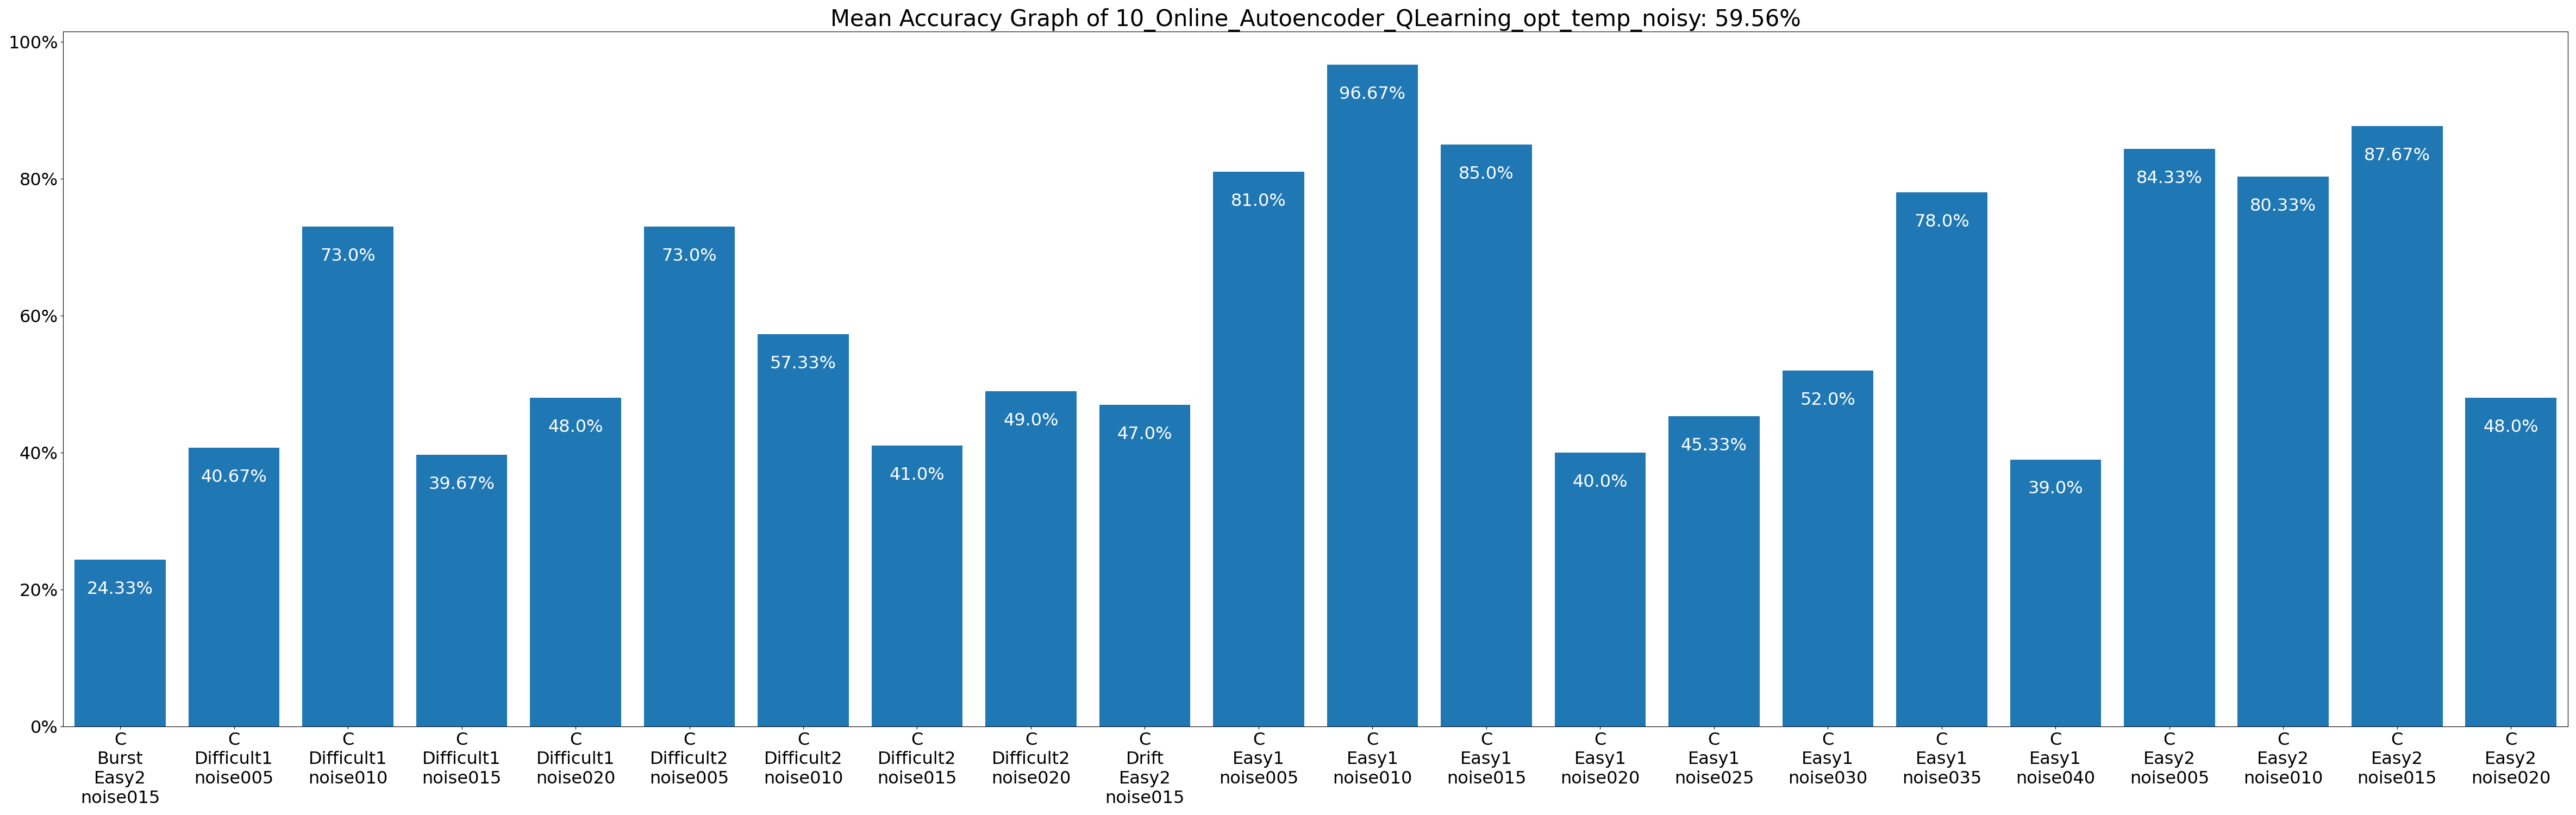 Mean Accuracy Graph of 10_Online_Autoencoder_QLearning_opt_temp_noisy: 59.56%
100%
80%
60%
40%
20%
0%
24.33%
40.67%
73.0%
39.67%
48.0%
73.0%
57.33%
41.0%
49.0%
47.0%
81.0%
96.67%
85.0%
40.0%
45.33%
52.0%
78.0%
39.0%
84.33%
80.33%
87.67%
48.0%
C
Burst
Easy2
noise015
C
Difficult1
noise005
C
Difficult1
noise010
C
Difficult1
noise015
C
Difficult1
noise020
C
Difficult2
noise005
C
Difficult2
noise010
C
Difficult2
noise015
C
Difficult2
noise020
C
Drift
Easy2
noise015
C
Easy1
noise005
C
Easy1
noise010
C
Easy1
noise015
C
Easy1
noise020
C
Easy1
noise025
C
Easy1
noise030
C
Easy1
noise035
C
Easy1
noise040
C
Easy2
noise005
C
Easy2
noise010
C
Easy2
noise015
C
Easy2
noise020